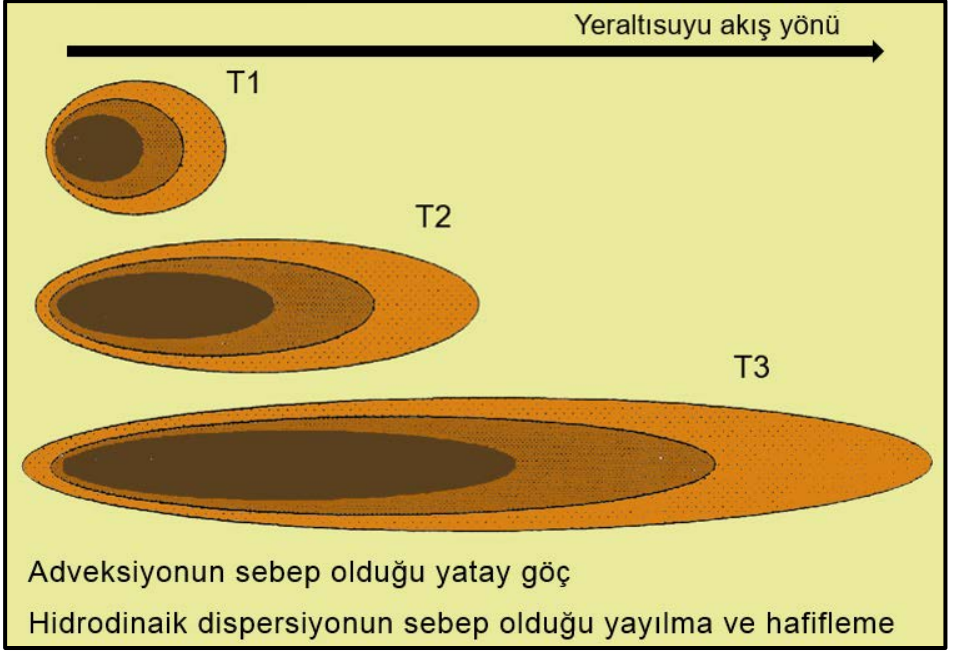 Yeraltısuyu akış yönü
T1
T2
T3
Adveksiyonun sebep olduğu yatay göç
Hidrodinaik dispersiyonun sebep olduğu yayılma ve hafifleme